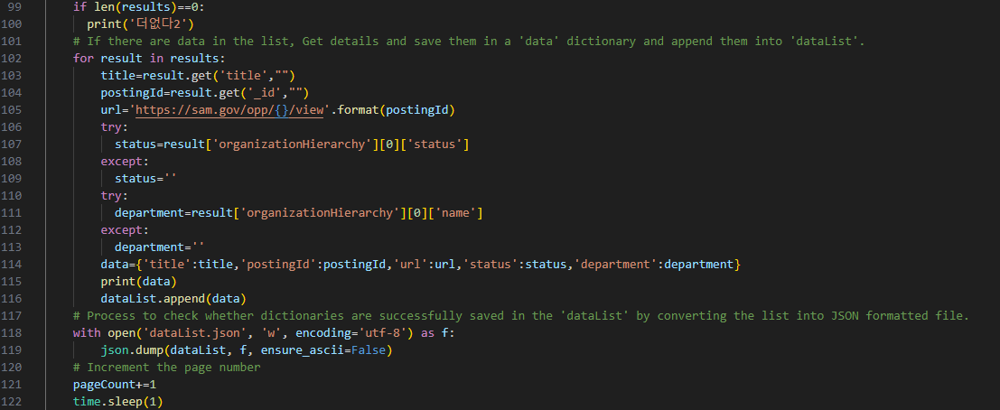 99 if len(results)==0:
100 print('더없다2')
101 # If there are data in the list, Get details and save them in a 'data' dictionary and append them into 'dataList'.
102 for result in results:
103 title=result.get('title',"")
104 postingId=result.get('_id',"")
105 url='https://sam.gov/opp/{}/view'.format(postingId)
106 try:
107 status=result['organizationHierarchy'][0]['status']
108 except:
109 status=''
110 try:
111 department=result['organizationHierarchy'][0]['name']
112 except:
113 department=''
114 data={'title':title,'postingId':postingId,'url':url,'status':status,'department':department}
115 print(data)
116 dataList.append(data)
117 # Process to check whether dictionaries are successfully saved in the 'dataList' by converting the list into JSON formatted file.
118 with open('dataList.json', 'w', encoding='utf-8') as f:
119 json.dump(dataList, f, ensure_ascii=False)
120 # Increment the page number
121 pageCount+=1
122 time.sleep(1)